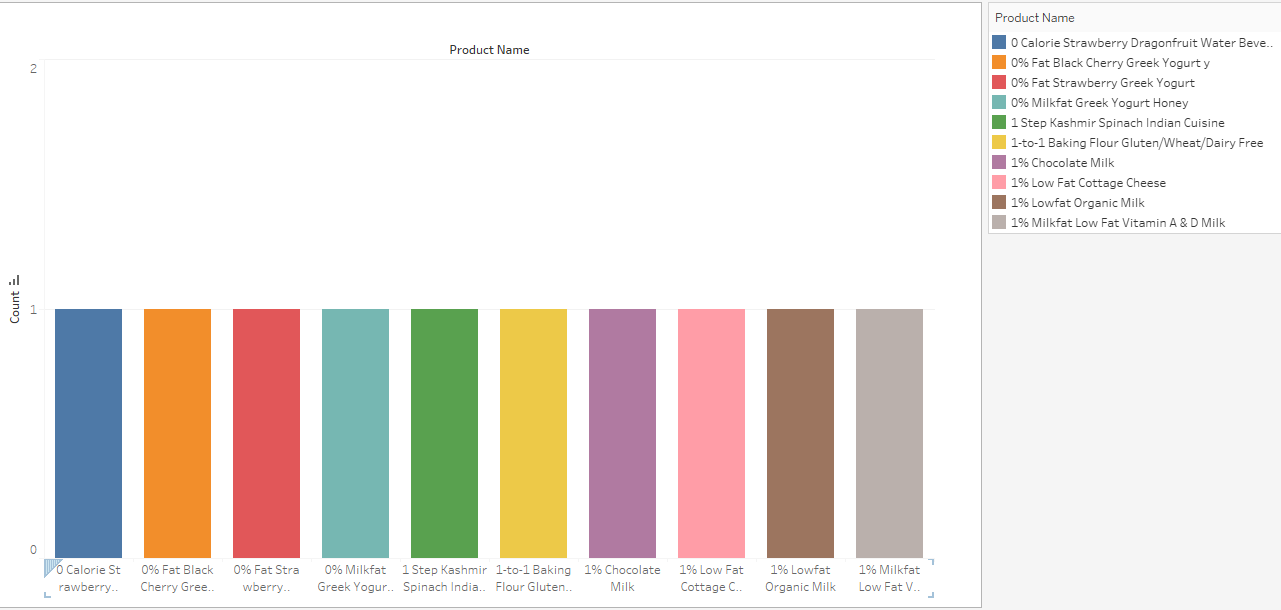 Product Name
2
1
0
Count
0 Calorie St
rawberry..
0% Fat Black
Cherry Gree..
0% Fat Stra
wberry..
0% Milkfat
Greek Yogur..
1 Step Kashmir
Spinach India..
1-to-1 Baking
Flour Gluten..
1% Chocolate
Milk
1% Low Fat
Cottage C..
1% Lowfat
Organic Milk
1% Milkfat
Low Fat V..
Product Name
0 Calorie Strawberry Dragonfruit Water Beve..
0% Fat Black Cherry Greek Yogurt y
0% Fat Strawberry Greek Yogurt
0% Milkfat Greek Yogurt Honey
1 Step Kashmir Spinach Indian Cuisine
1-to-1 Baking Flour Gluten/Wheat/Dairy Free
1% Chocolate Milk
1% Low Fat Cottage Cheese
1% Lowfat Organic Milk
1% Milkfat Low Fat Vitamin A & D Milk